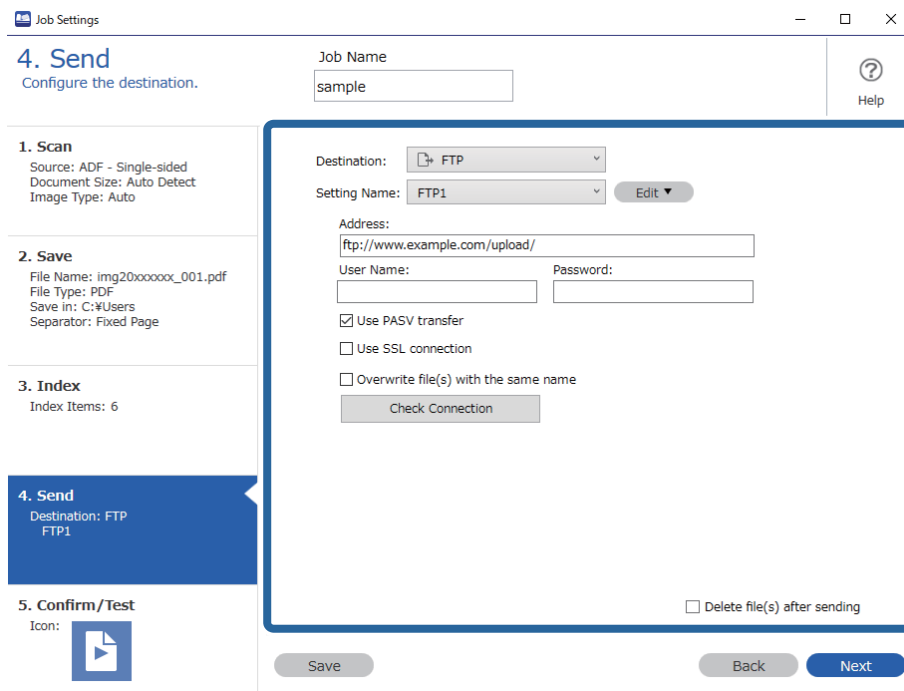 Job Settings
4. Send
Configure the destination.
Job Name
sample
Help
1. Scan
Source: ADF - Single-sided
Document Size: Auto Detect
Image Type: Auto
2. Save
File Name: img20xxxxxx_001.pdf
File Type: PDF
Save in: C:¥Users
Separator: Fixed Page
3. Index
Index Items: 6
4. Send
Destination: FTP
FTP1
5. Confirm/Test
Icon:
Destination: FTP
Setting Name: FTP1 Edit ▼
Address:
ftp://www.example.com/upload/
User Name: Password:
Use PASV transfer
Use SSL connection
Overwrite file(s) with the same name
Check Connection
Delete file(s) after sending
Save Back Next